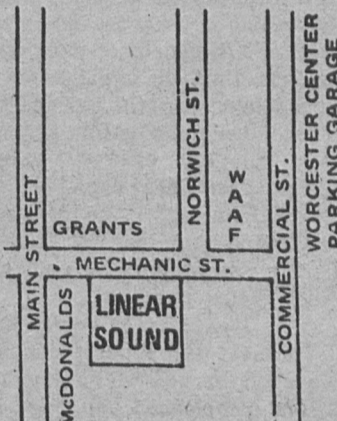 WORCESTER CENTER
PARKING GARAGE
NORWICH ST.
WAAF
COMMERCIAL ST.
MAIN STREET
GRANTS
MECHANIC ST.
McDONALDS
LINEAR
SOUND